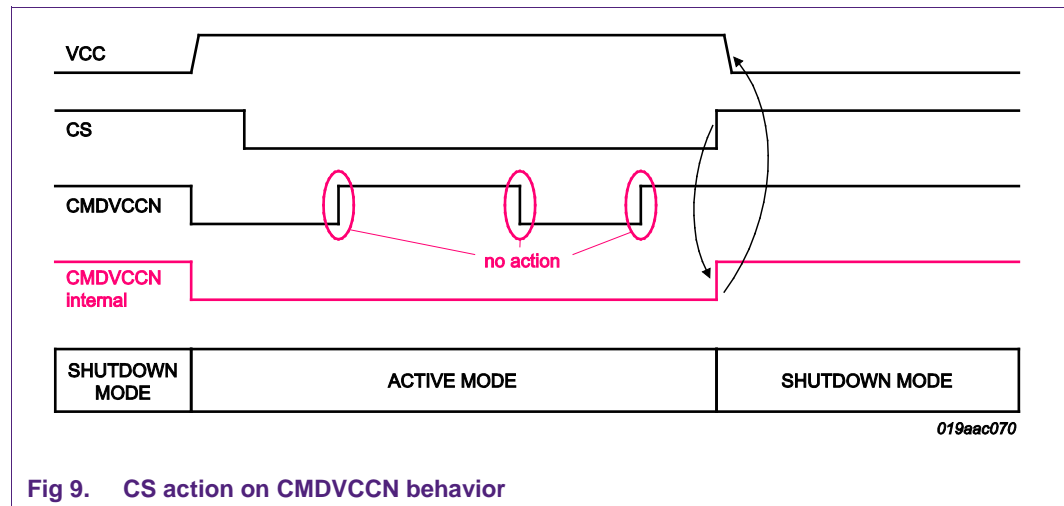 VCC
CS
CMDVCCN
no action
CMDVCCN
internal
SHUTDOWN
MODE
ACTIVE MODE
SHUTDOWN MODE
019aac070
Fig 9. CS action on CMDVCCN behavior